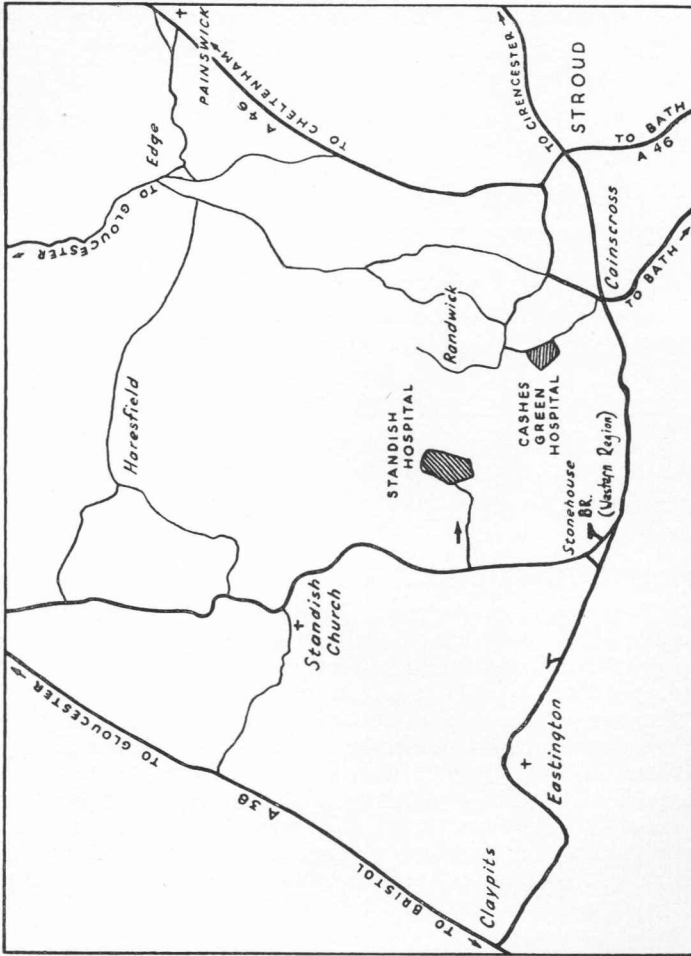 PAINSWICK
Edge
TO GLOUCESTER
A 46
TO CHELTENHAM
Haresfield
TO CIRENCESTER
STROUD
TO BATH
A 46
Randwick
Cainscross
TO BATH
STANDISH
HOSPITAL
CASHES
GREEN
HOSPITAL
Stonehouse
BR.
(Western Region)
Standish
Church
TO GLOUCESTER
A 38
TO BRISTOL
Eastington
Claypits